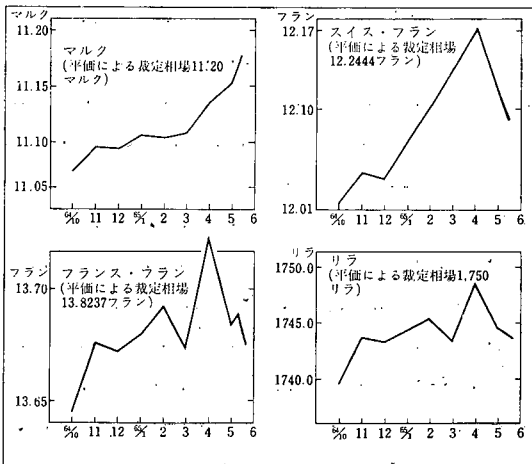 マルク
11.20
マルク
(平価による裁定相場11.20
マルク)
11.15
11.10
11.05
64/10 11 12 65/1 2 3 4 5 6
フラン
12.17
スイス・フラン
(平価による裁定相場
12.2444フラン)
12.10
12.01
64/10 11 12 65/1 2 3 4 5 6
フラン
フランス・フラン
(平価による裁定相場
13.8237フラン)
13.70
13.65
64/10 11 12 65/1 2 3 4 5 6
リラ
1750.0
リラ
(平価による裁定相場1,750
リラ)
1745.0
1740.0
64/10 11 12 65/1 2 3 4 5 6